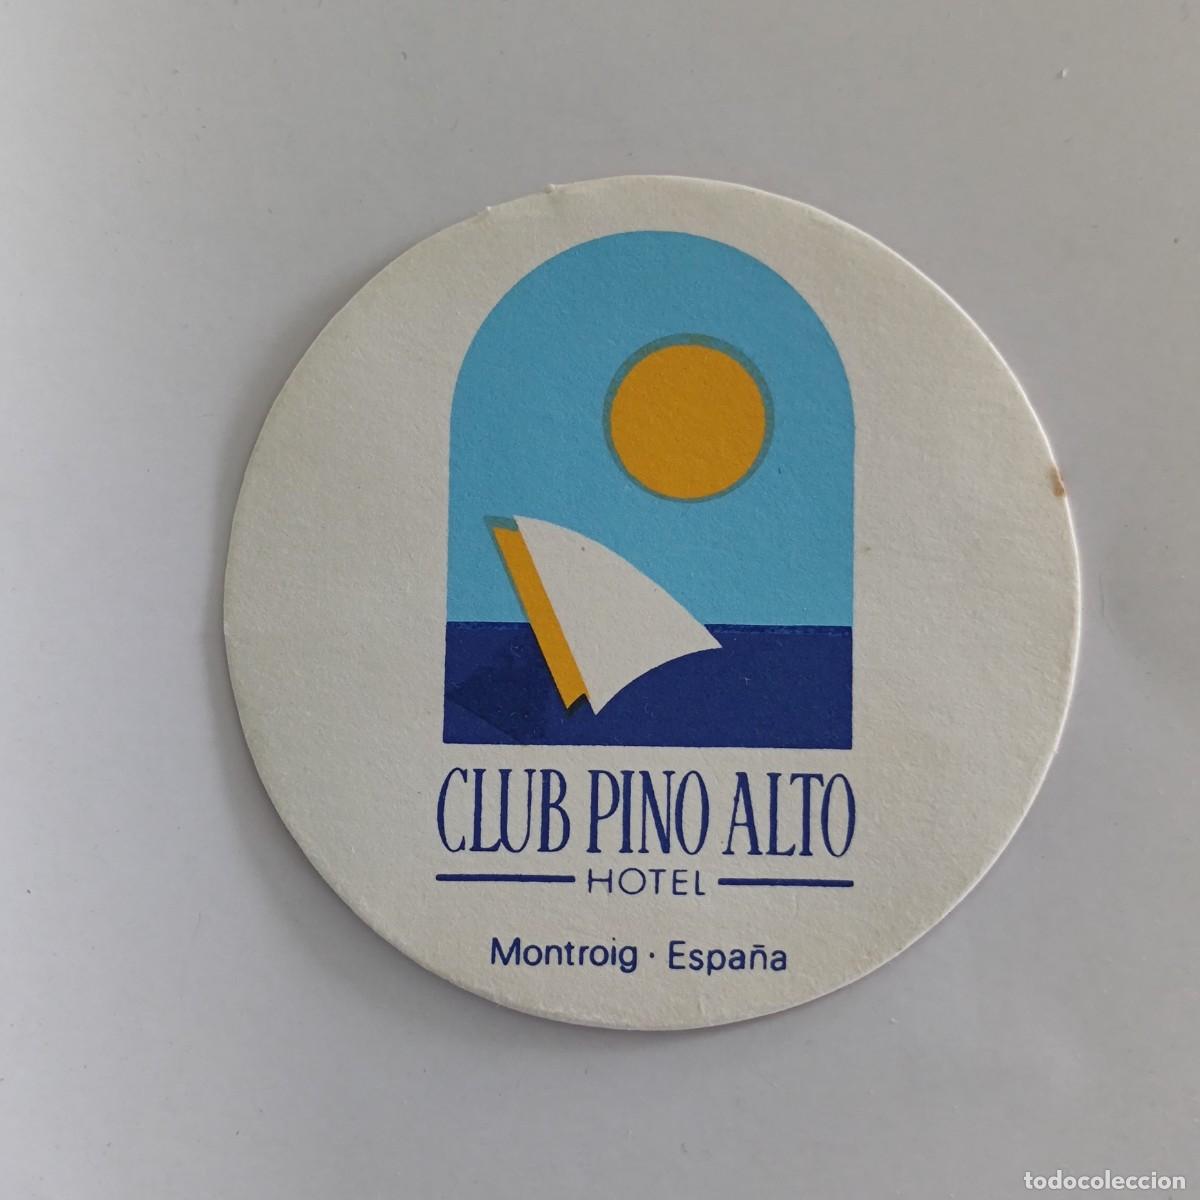 CLUB PINO ALTO
HOTEL
Montroig · España
todocoleccion